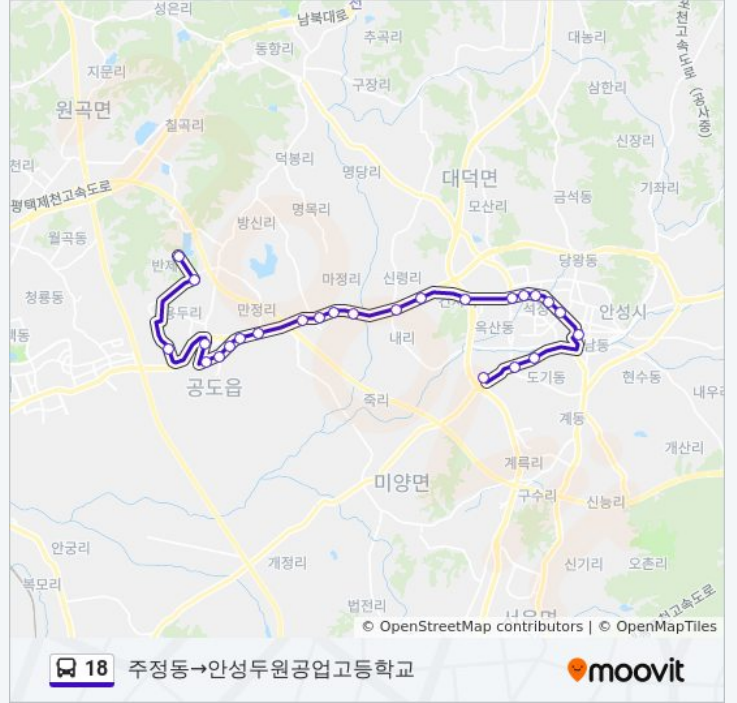 성은리
남북대로
추곡리
대농리
동항리
지문리
구장리
삼한리
원곡면
칠곡리
신장리
덕봉리
명당리
대덕면
기좌리
평택제천고속도로
모산리
금석동
명목리
방신리
월곡동
당왕동
마정리
신령리
청룡동
만정리
안성시
옥산동
내리
공도읍
도기동
현수동
죽리
계동
개산리
계륵리
미양면
구수리
신능리
안궁리
개정리
신기리
오촌리
복모리
법전리
© OpenStreetMap contributors | © OpenMapTiles
18 주정동→안성두원공업고등학교
moovit